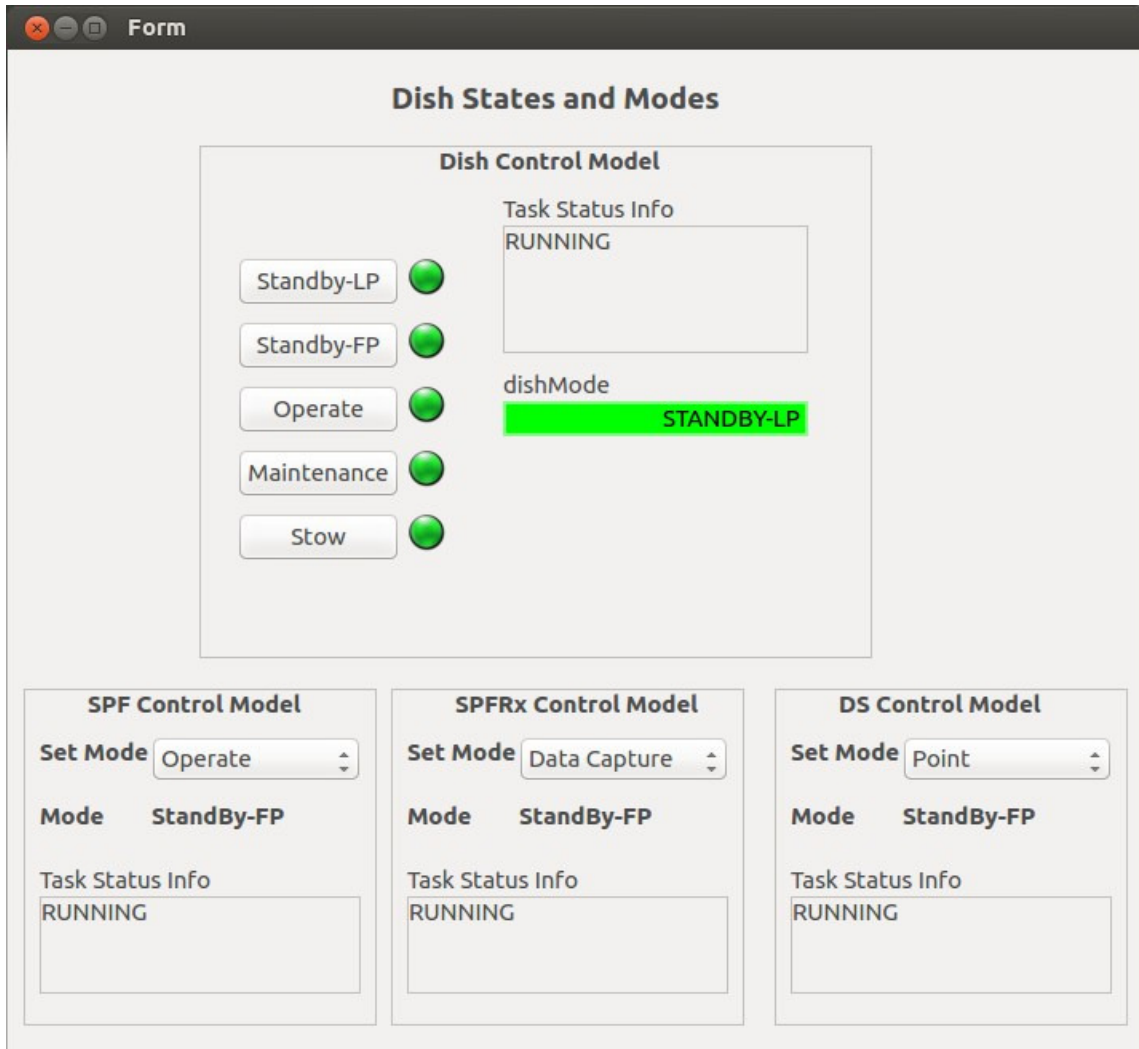 Form
Dish States and Modes
Dish Control Model
Task Status Info
RUNNING
Standby-LP
Standby-FP
dishMode
Operate
STANDBY-LP
Maintenance
Stow
SPF Control Model
Set Mode Operate
Mode StandBy-FP
Task Status Info
RUNNING
SPFRx Control Model
Set Mode Data Capture
Mode StandBy-FP
Task Status Info
RUNNING
DS Control Model
Set Mode Point
Mode StandBy-FP
Task Status Info
RUNNING